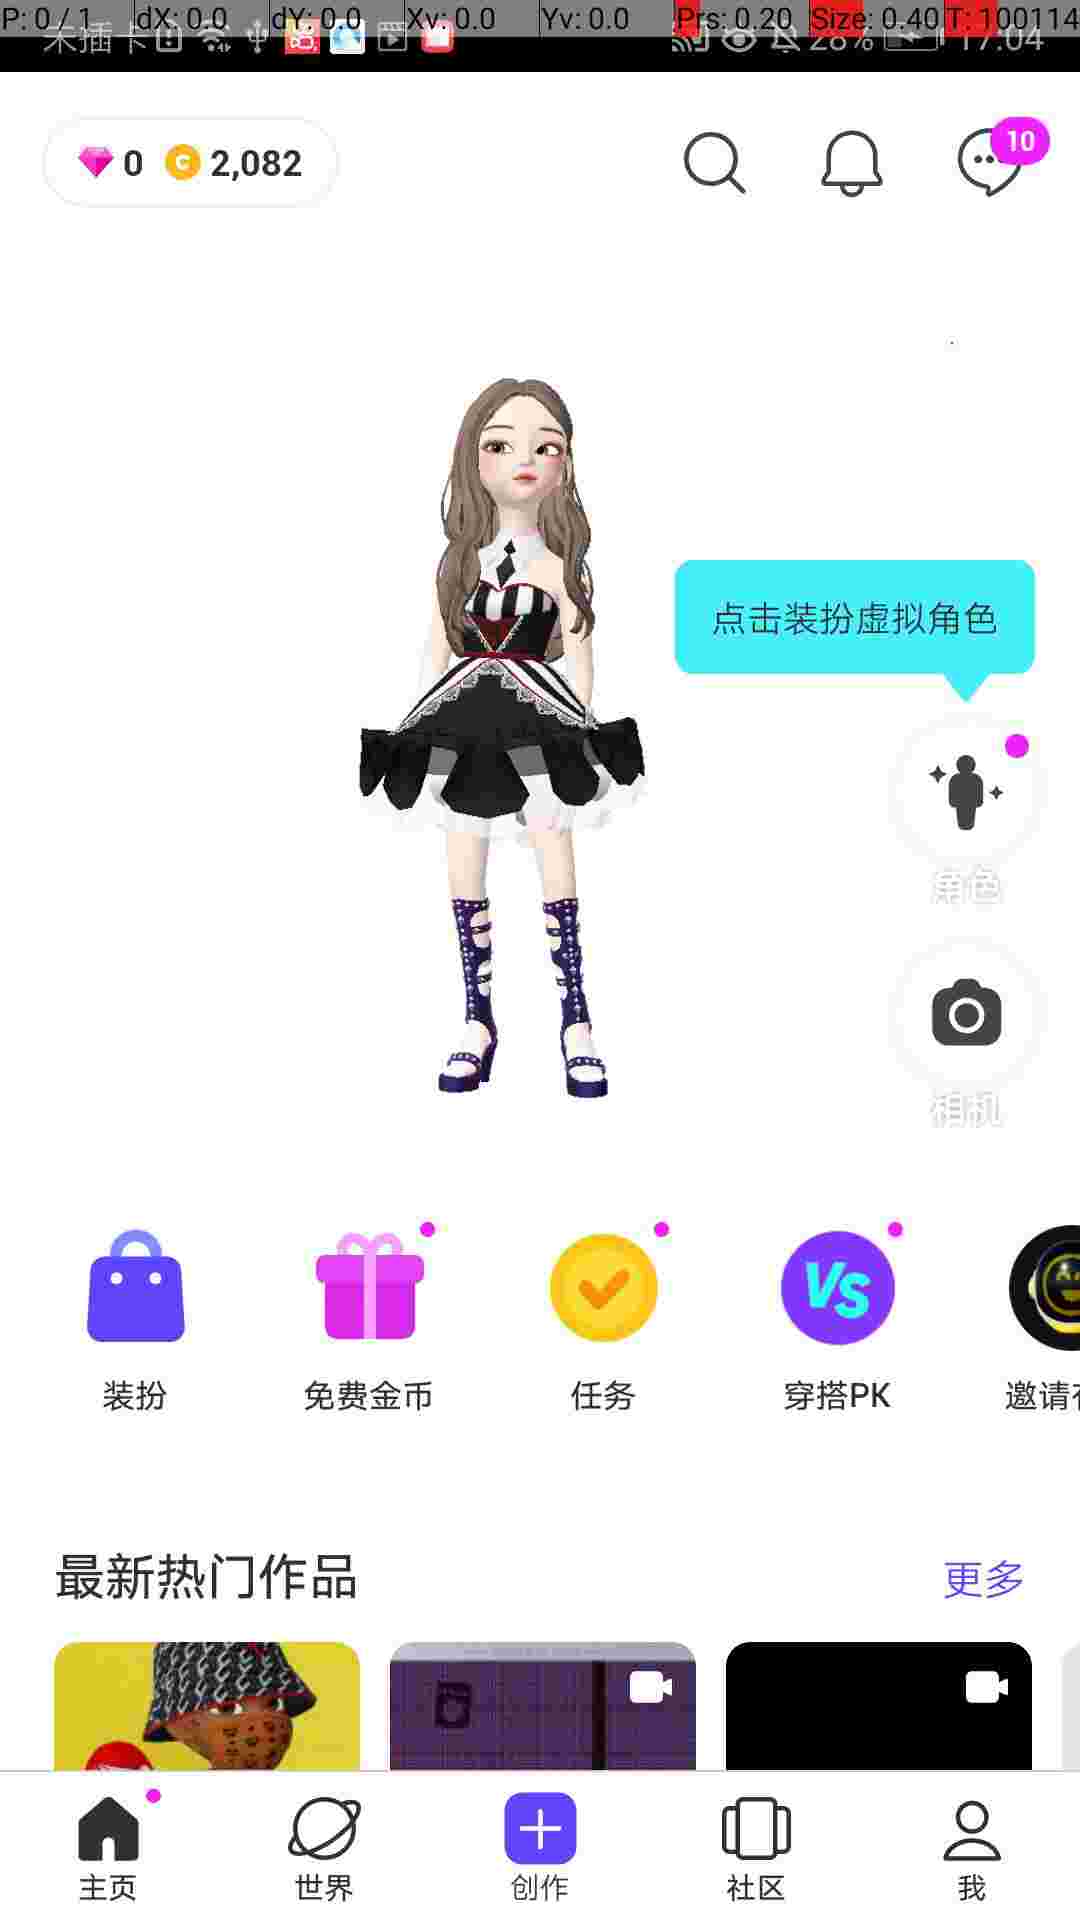 P: 0 / 1 dX: 0.0 dY: 0.0 Xv: 0.0 Yv: 0.0 Prs: 0.20 Size: 0.40 T: 100114
未插卡 28% 17:04
0 2,082 10
点击装扮虚拟角色
角色
相机
VS
装扮 免费金币 任务 穿搭PK 邀请
最新热门作品 更多
主页 世界 创作 社区 我